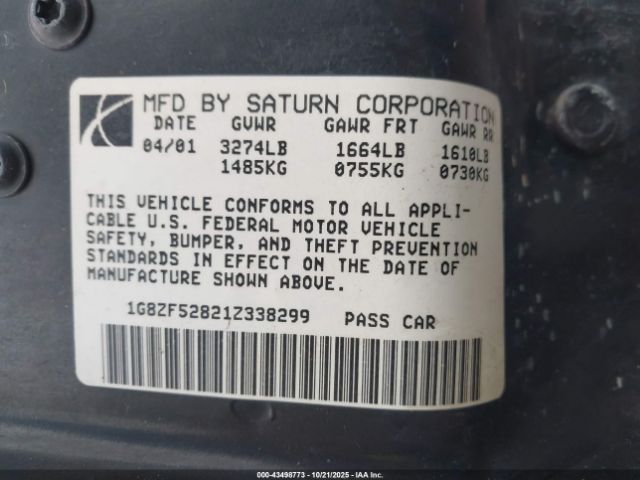 MFD BY SATURN CORPORATION
DATE GVWR GAWR FRT GAWR RR
04/01 3274LB 1664LB 1610LB
1485KG 0755KG 0730KG
THIS VEHICLE CONFORMS TO ALL APPLI-
CABLE U.S. FEDERAL MOTOR VEHICLE
SAFETY, BUMPER, AND THEFT PREVENTION
STANDARDS IN EFFECT ON THE DATE OF
MANUFACTURE SHOWN ABOVE.
1G8ZF52821Z338299 PASS CAR
000-43498773 - 10/21/2025 - IAA Inc.